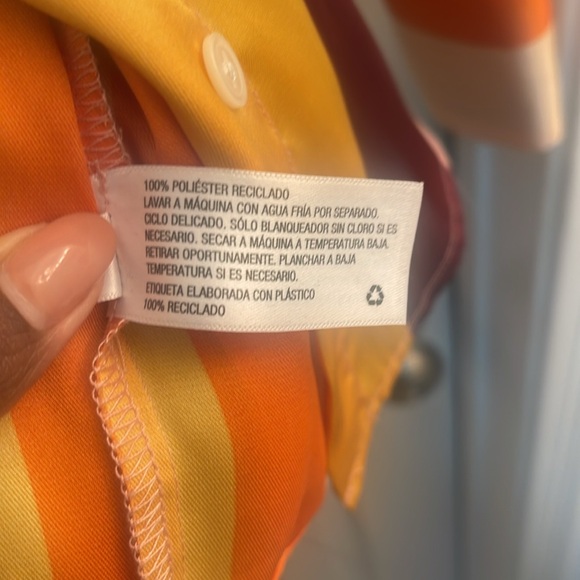 100% POLIÉSTER RECICLADO
LAVAR A MÁQUINA CON AGUA FRÍA POR SEPARADO.
CICLO DELICADO. SÓLO BLANQUEADOR SIN CLORO SI ES
NECESARIO. SECAR A MÁQUINA A TEMPERATURA BAJA.
RETIRAR OPORTUNAMENTE. PLANCHAR A BAJA
TEMPERATURA SI ES NECESARIO.
ETIQUETA ELABORADA CON PLÁSTICO
100% RECICLADO